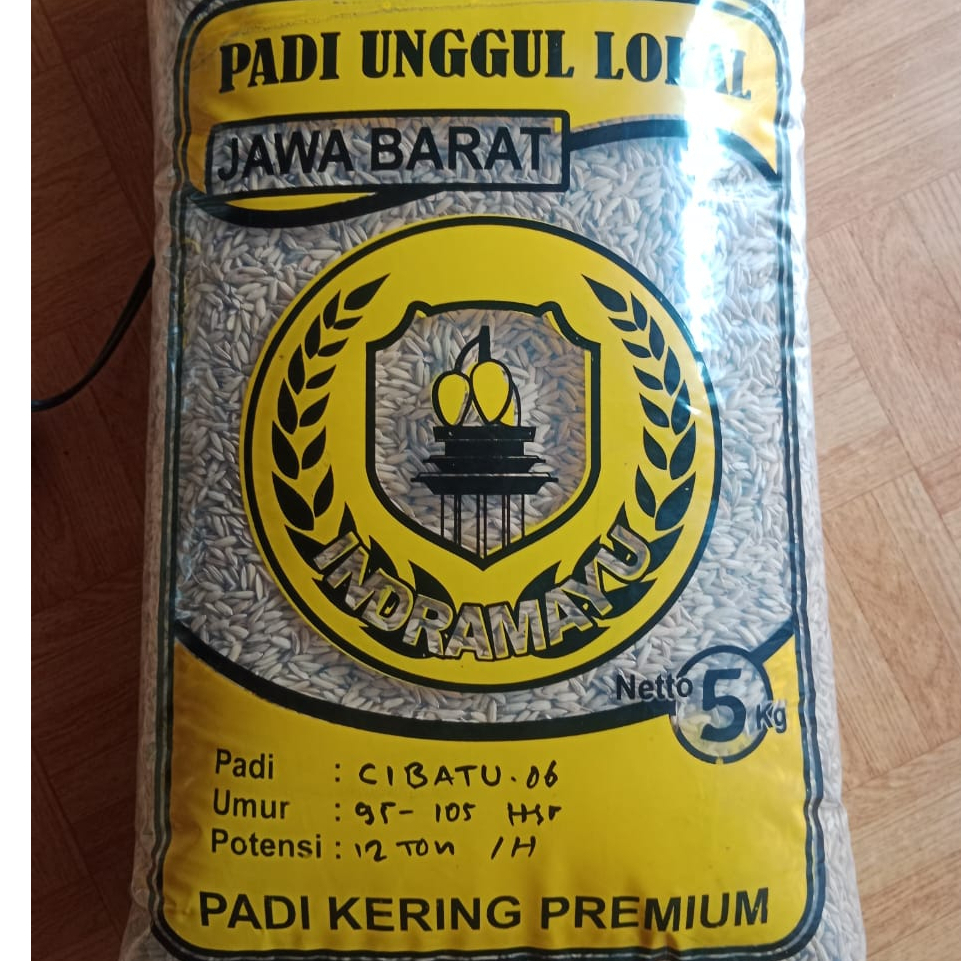 PADI UNGGUL LOKAL
JAWA BARAT
INDRAMAYU
Netto 5 Kg
Padi : CIBATU.06
Umur : 95-105 HST
Potensi : 12 TON /H
PADI KERING PREMIUM